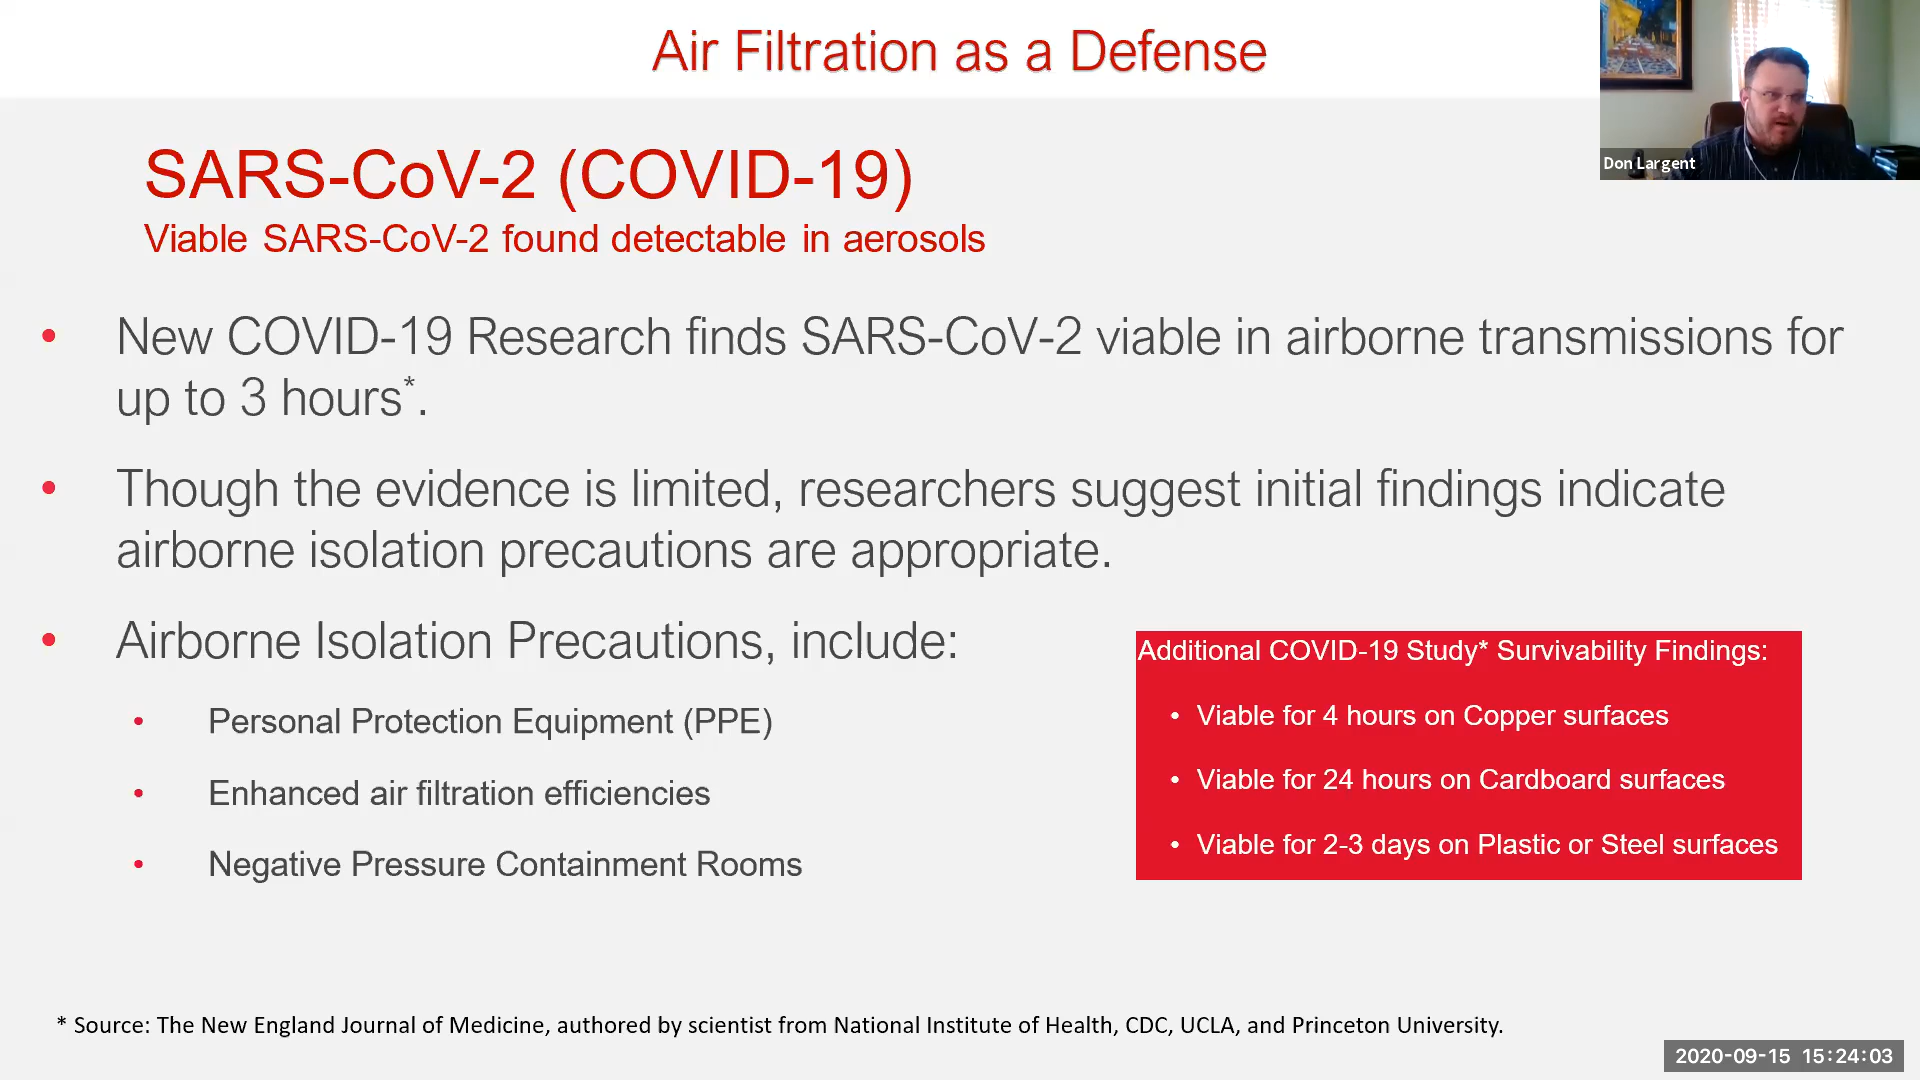 Air Filtration as a Defense
Don Largent
SARS-CoV-2 (COVID-19)
Viable SARS-CoV-2 found detectable in aerosols
• New COVID-19 Research finds SARS-CoV-2 viable in airborne transmissions for
up to 3 hours*.
• Though the evidence is limited, researchers suggest initial findings indicate
airborne isolation precautions are appropriate.
• Airborne Isolation Precautions, include:
• Personal Protection Equipment (PPE)
• Enhanced air filtration efficiencies
• Negative Pressure Containment Rooms
Additional COVID-19 Study* Survivability Findings:
• Viable for 4 hours on Copper surfaces
• Viable for 24 hours on Cardboard surfaces
• Viable for 2-3 days on Plastic or Steel surfaces
* Source: The New England Journal of Medicine, authored by scientist from National Institute of Health, CDC, UCLA, and Princeton University.
2020-09-15 15:24:03